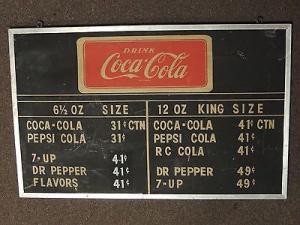 DRINK
Coca-Cola
6½ OZ SIZE
COCA-COLA 31¢ CTN
PEPSI COLA 31¢
7-UP 41¢
DR PEPPER 41¢
FLAVORS 41¢
12 OZ KING SIZE
COCA-COLA 41¢ CTN
PEPSI COLA 41¢
RC COLA 41¢
DR PEPPER 49¢
7-UP 49¢